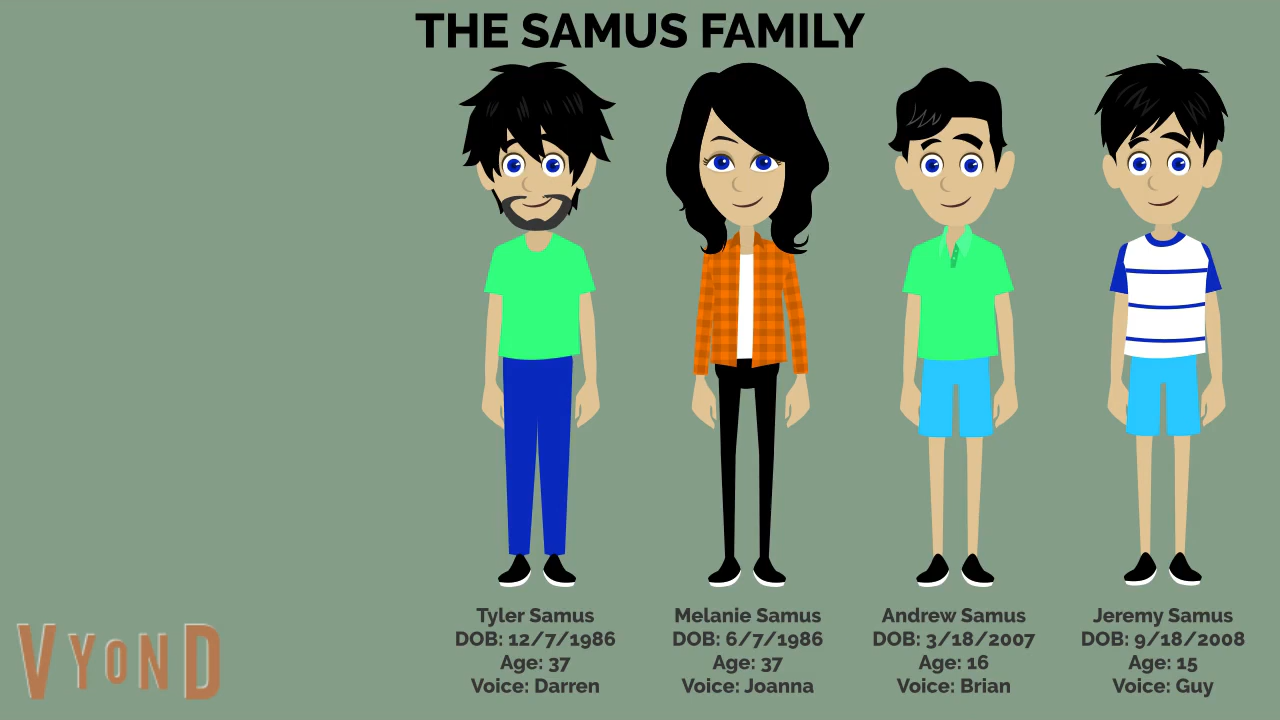 THE SAMUS FAMILY
Tyler Samus
DOB: 12/7/1986
Age: 37
Voice: Darren
Melanie Samus
DOB: 6/7/1986
Age: 37
Voice: Joanna
Andrew Samus
DOB: 3/18/2007
Age: 16
Voice: Brian
Jeremy Samus
DOB: 9/18/2008
Age: 15
Voice: Guy
VYOND